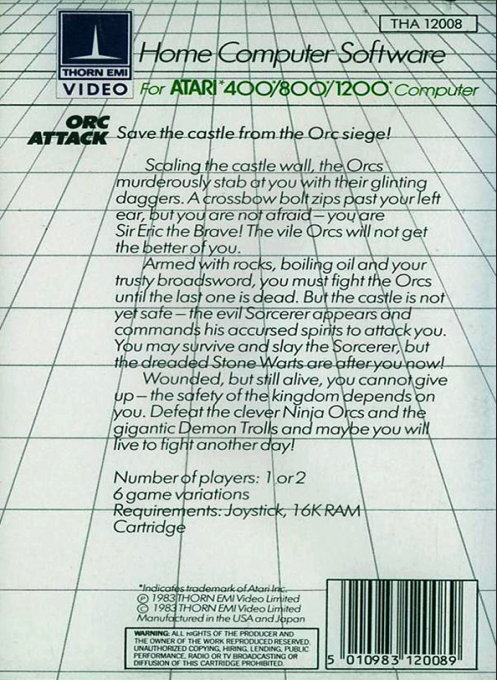 THA 12008
THORN EMI
VIDEO
Home Computer Software
For ATARI*400*/800*/1200* Computer
ORC
ATTACK
Save the castle from the Orc siege!
Scaling the castle wall, the Orcs
murderously stab at you with their glinting
daggers. A crossbow bolt zips past your left
ear, but you are not afraid – you are
Sir Eric the Brave! The vile Orcs will not get
the better of you.
Armed with rocks, boiling oil and your
trusty broadsword, you must fight the Orcs
until the last one is dead. But the castle is not
yet safe – the evil Sorcerer appears and
commands his accursed spirits to attack you.
You may survive and slay the Sorcerer, but
the dreaded Stone Warts are after you now!
Wounded, but still alive, you cannot give
up – the safety of the kingdom depends on
you. Defeat the clever Ninja Orcs and the
gigantic Demon Trolls and maybe you will
live to fight another day!
Number of players: 1 or 2
6 game variations
Requirements: Joystick, 16K RAM
Cartridge
*Indicates trademark of Atari Inc.
℗ 1983 THORN EMI Video Limited
© 1983 THORN EMI Video Limited
Manufactured in the USA and Japan
WARNING: ALL RIGHTS OF THE PRODUCER AND
THE OWNER OF THE WORK REPRODUCED RESERVED.
UNAUTHORIZED COPYING, HIRING, LENDING, PUBLIC
PERFORMANCE, RADIO OR TV BROADCASTING OR
DIFFUSION OF THIS CARTRIDGE PROHIBITED.
5 010983 120089